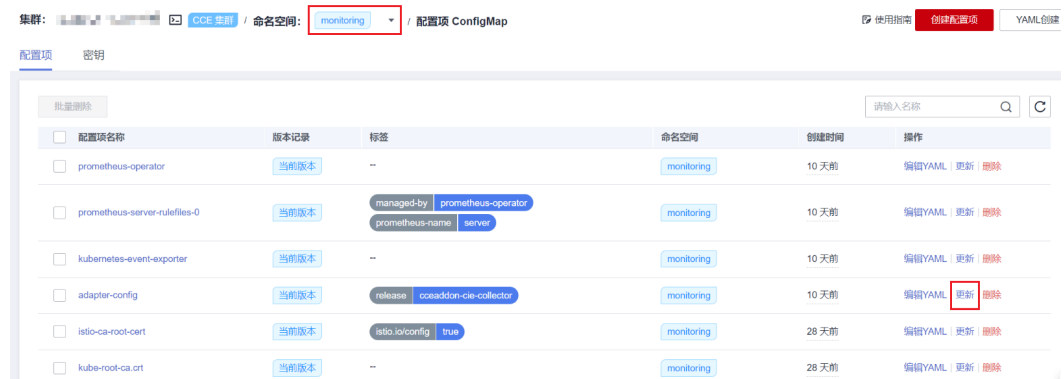 集群： CCE 集群 / 命名空间： monitoring / 配置项 ConfigMap 使用指南 创建配置项 YAML创建
配置项 密钥
批量删除 请输入名称
配置项名称 版本记录 标签 命名空间 创建时间 操作
prometheus-operator 当前版本 -- monitoring 10 天前 编辑YAML 更新 删除
managed-by prometheus-operator
prometheus-server-rulefiles-0 当前版本 monitoring 10 天前 编辑YAML 更新 删除
prometheus-name server
kubernetes-event-exporter 当前版本 -- monitoring 10 天前 编辑YAML 更新 删除
adapter-config 当前版本 release cceaddon-cie-collector monitoring 10 天前 编辑YAML 更新 删除
istio-ca-root-cert 当前版本 istio.io/config true monitoring 28 天前 编辑YAML 更新 删除
kube-root-ca.crt 当前版本 -- monitoring 28 天前 编辑YAML 更新 删除